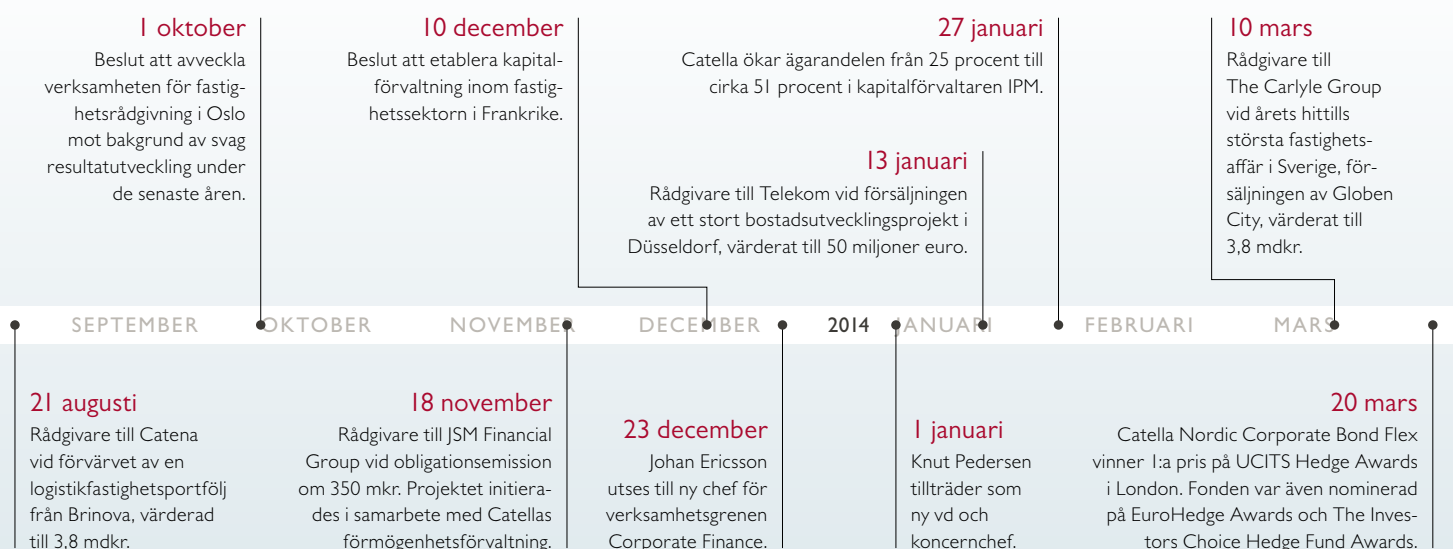 1 oktober
Beslut att avveckla
verksamheten för fastig-
hetsrådgivning i Oslo
mot bakgrund av svag
resultatutveckling under
de senaste åren.
10 december
Beslut att etablera kapital-
förvaltning inom fastig-
hetssektorn i Frankrike.
27 januari
Catella ökar ägarandelen från 25 procent till
cirka 51 procent i kapitalförvaltaren IPM.
13 januari
Rådgivare till Telekom vid försäljningen
av ett stort bostadsutvecklingsprojekt i
Düsseldorf, värderat till 50 miljoner euro.
10 mars
Rådgivare till
The Carlyle Group
vid årets hittills
största fastighets-
affär i Sverige, för-
säljningen av Globen
City, värderat till
3,8 mdkr.
SEPTEMBER OKTOBER NOVEMBER DECEMBER 2014 JANUARI FEBRUARI MARS
21 augusti
Rådgivare till Catena
vid förvärvet av en
logistikfastighetsportfölj
från Brinova, värderad
till 3,8 mdkr.
18 november
Rådgivare till JSM Financial
Group vid obligationsemission
om 350 mkr. Projektet initiera-
des i samarbete med Catellas
förmögenhetsförvaltning.
23 december
Johan Ericsson
utses till ny chef för
verksamhetsgrenen
Corporate Finance.
1 januari
Knut Pedersen
tillträder som
ny vd och
koncernchef.
20 mars
Catella Nordic Corporate Bond Flex
vinner 1:a pris på UCITS Hedge Awards
i London. Fonden var även nominerad
på EuroHedge Awards och The Inves-
tors Choice Hedge Fund Awards.